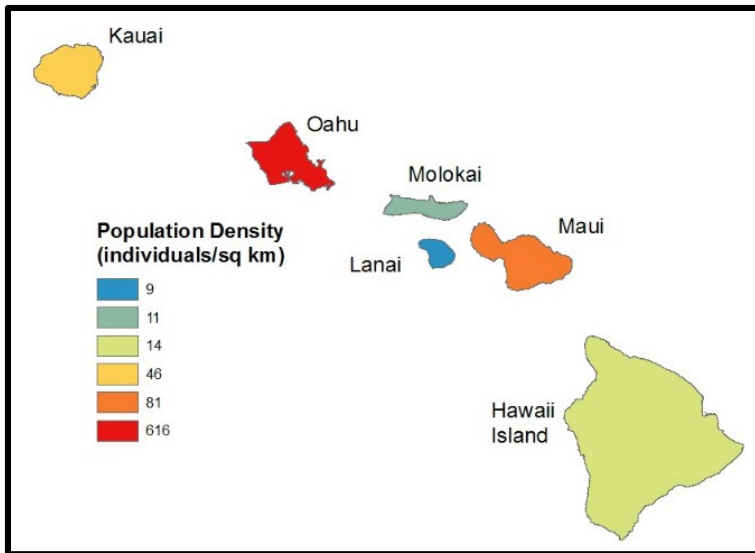 Kauai
Oahu
Molokai
Maui
Lanai
Population Density
(individuals/sq km)
9
11
14
46
81
616
Hawaii
Island